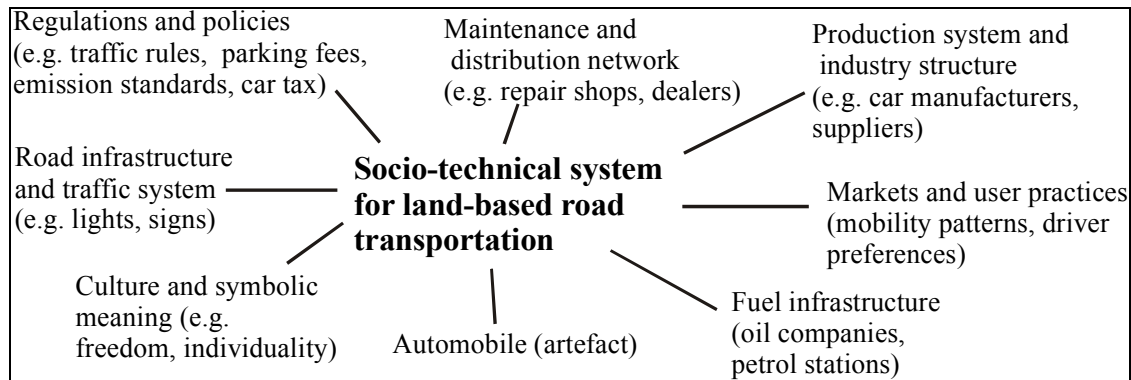 Regulations and policies
(e.g. traffic rules, parking fees,
emission standards, car tax)
Maintenance and
distribution network
(e.g. repair shops, dealers)
Production system and
industry structure
(e.g. car manufacturers,
suppliers)
Road infrastructure
and traffic system
(e.g. lights, signs)
Socio-technical system
for land-based road
transportation
Markets and user practices
(mobility patterns, driver
preferences)
Culture and symbolic
meaning (e.g.
freedom, individuality)
Automobile (artefact)
Fuel infrastructure
(oil companies,
petrol stations)